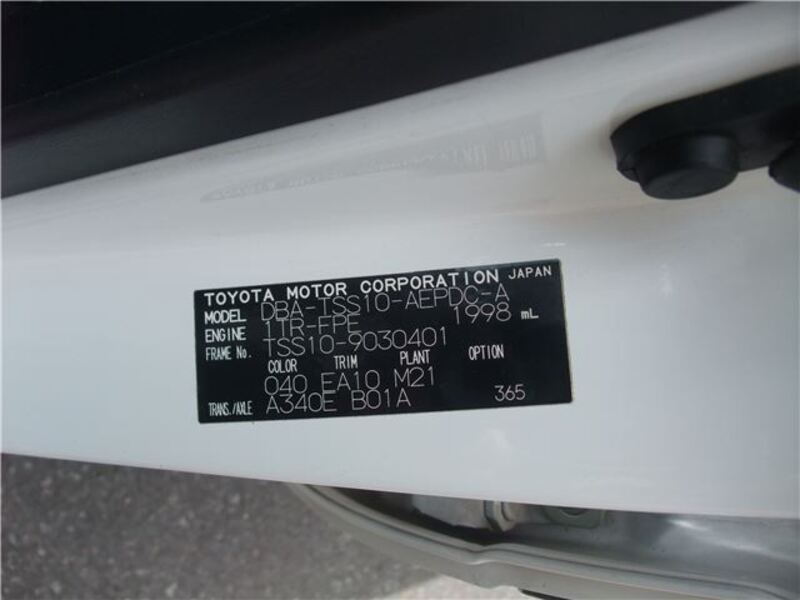 TOYOTA MOTOR CORPORATION JAPAN
MODEL DBA-TSS10-AEPDC-A
ENGINE 1TR-FPE 1998 mL
FRAME No. TSS10-9030401
COLOR TRIM PLANT OPTION
040 EA10 M21
TRANS./AXLE A340E B01A 365